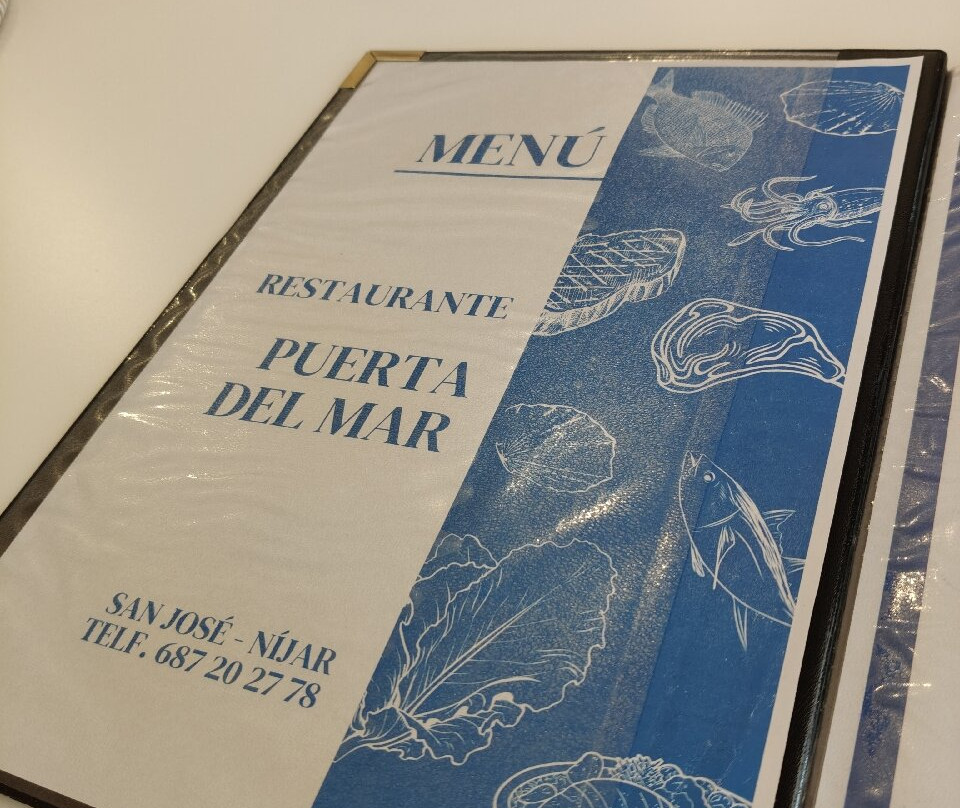 MENÚ
RESTAURANTE
PUERTA
DEL MAR
SAN JOSÉ - NÍJAR
TELF. 687 20 27 78